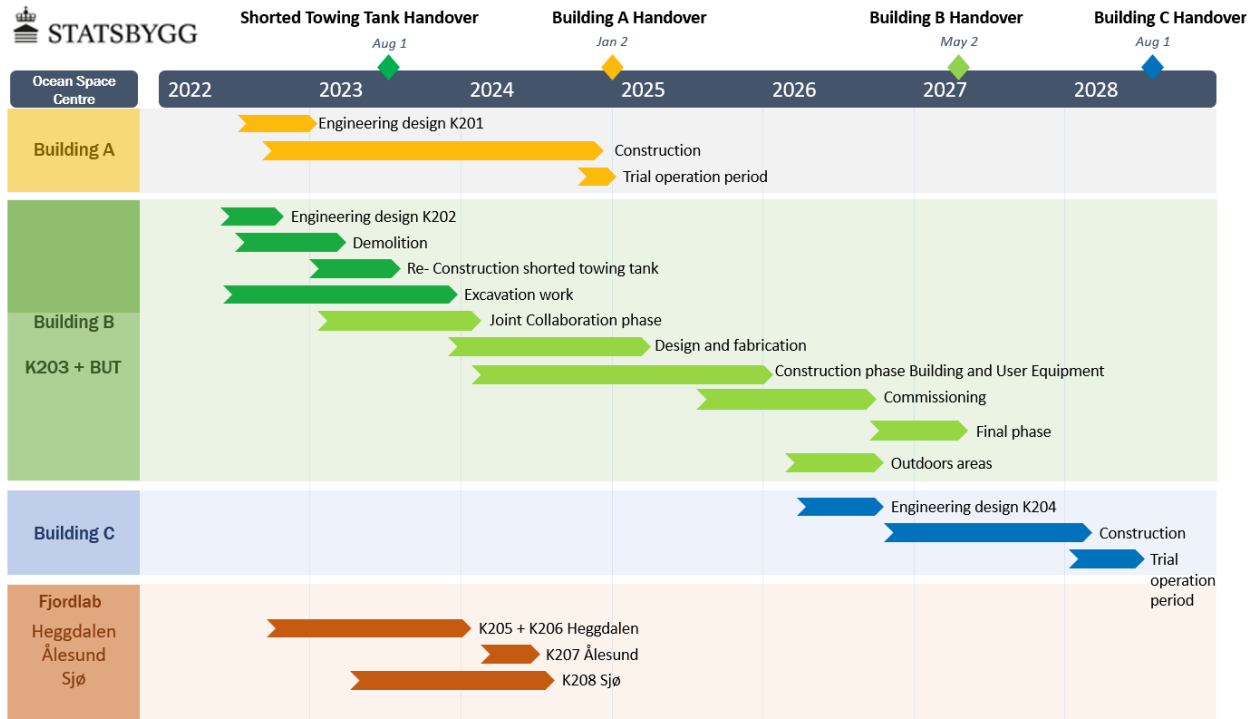 STATSBYGG
Shorted Towing Tank Handover
Aug 1
Building A Handover
Jan 2
Building B Handover
May 2
Building C Handover
Aug 1
Ocean Space
Centre
2022 2023 2024 2025 2026 2027 2028
Building A
Engineering design K201
Construction
Trial operation period
Building B
K203 + BUT
Engineering design K202
Demolition
Re- Construction shorted towing tank
Excavation work
Joint Collaboration phase
Design and fabrication
Construction phase Building and User Equipment
Commissioning
Final phase
Outdoors areas
Building C
Engineering design K204
Construction
Trial
operation
period
Fjordlab
Heggdalen
Ålesund
Sjø
K205 + K206 Heggdalen
K207 Ålesund
K208 Sjø